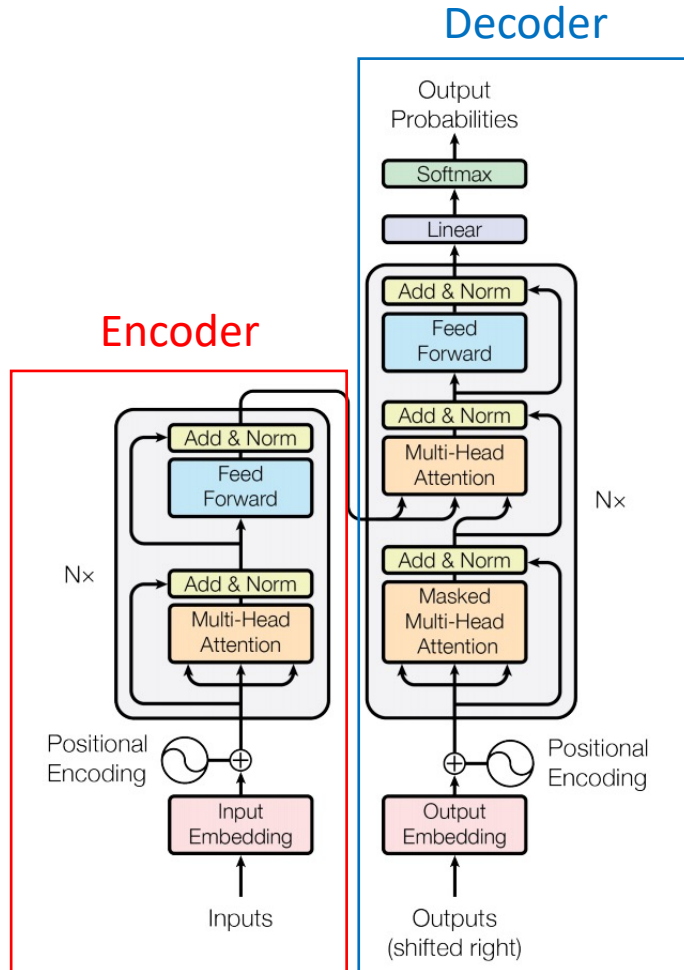 Decoder
Output
Probabilities
Softmax
Linear
Add & Norm
Feed
Forward
Add & Norm
Multi-Head
Attention
Add & Norm
Masked
Multi-Head
Attention
N×
Positional
Encoding
Output
Embedding
Outputs
(shifted right)
Encoder
Add & Norm
Feed
Forward
Add & Norm
Multi-Head
Attention
N×
Positional
Encoding
Input
Embedding
Inputs